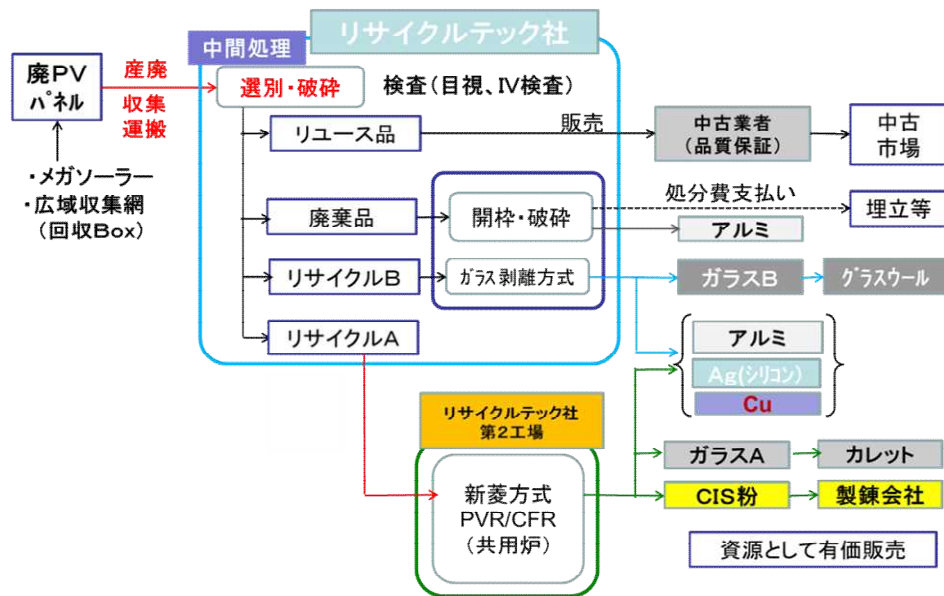 リサイクルテック社
中間処理
廃PV
パネル
産廃
収集
運搬
選別・破砕
検査(目視、IV検査)
・メガソーラー
・広域収集網
(回収Box)
リユース品
販売
中古業者
(品質保証)
中古
市場
廃棄品
開枠・破砕
処分費支払い
埋立等
アルミ
リサイクルB
ガラス剥離方式
ガラスB
グラスウール
リサイクルA
アルミ
Ag(シリコン)
Cu
リサイクルテック社
第2工場
新菱方式
PVR/CFR
(共用炉)
ガラスA
カレット
CIS粉
製錬会社
資源として有価販売